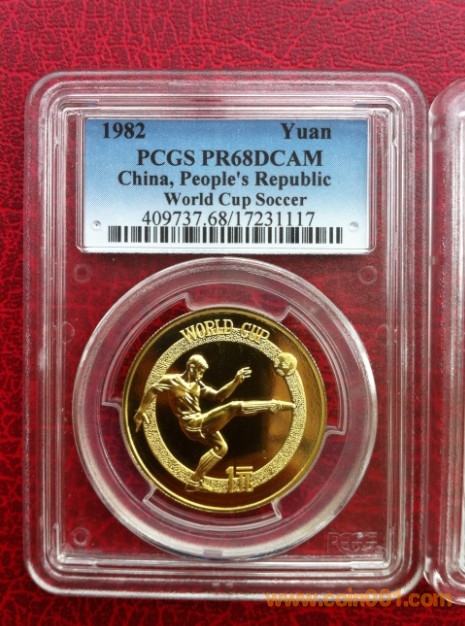 1982 Yuan
PCGS PR68DCAM
China, People's Republic
World Cup Soccer
409737.68/17231117
WORLD CUP
1元
PCGS
www.coin001.com